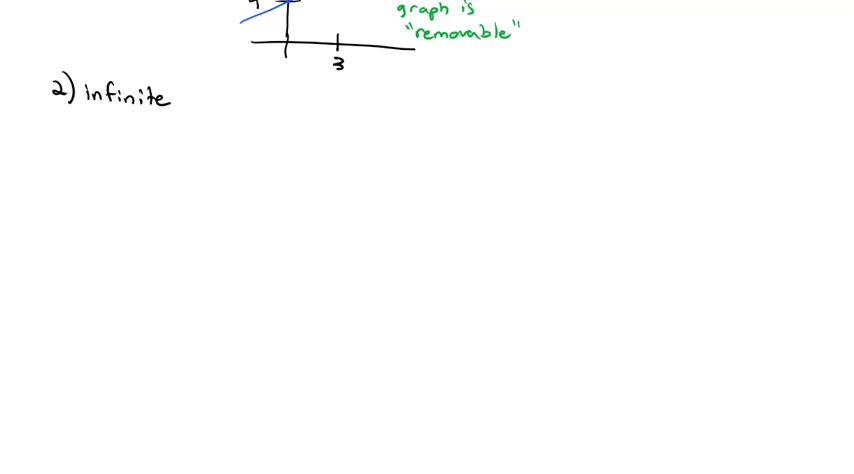 graph is
"removable"
3
2) infinite